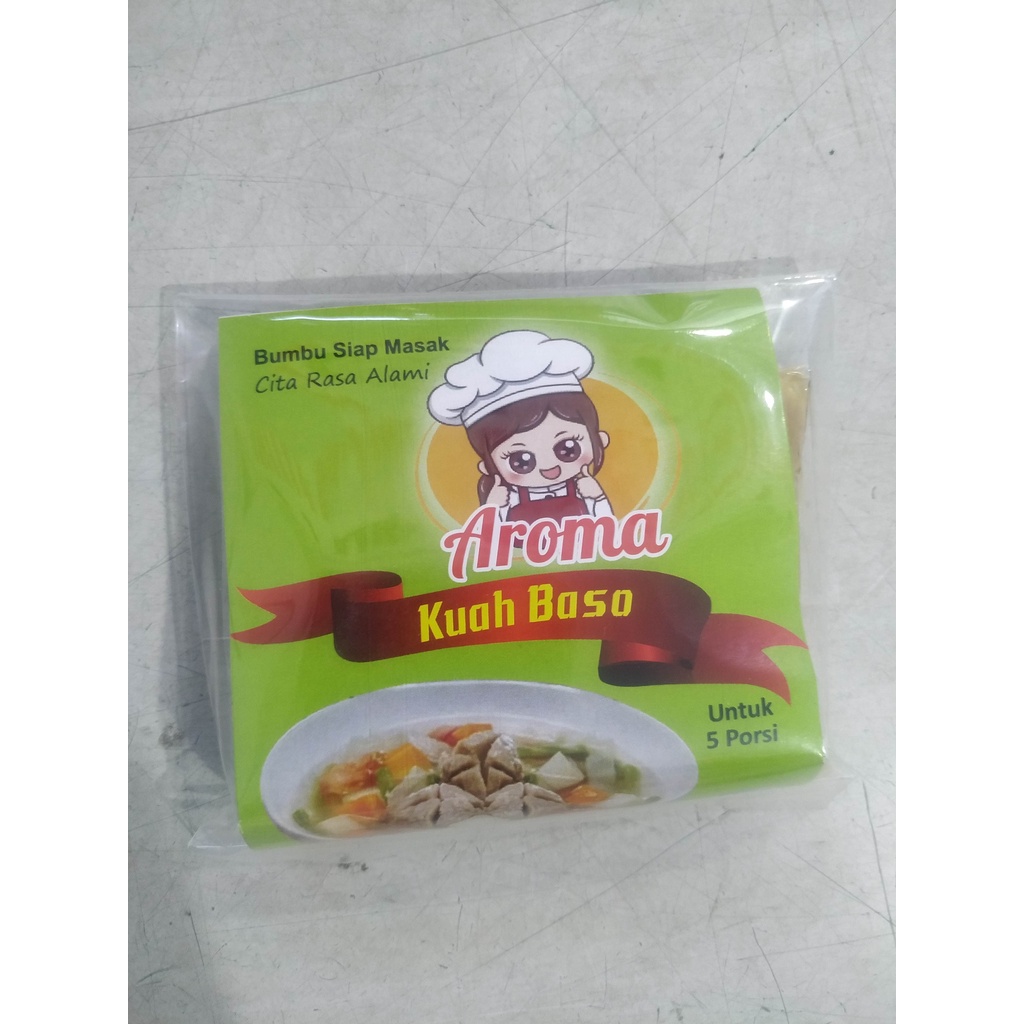 Bumbu Siap Masak
Cita Rasa Alami
Aroma
Kuah Baso
Untuk
5 Porsi